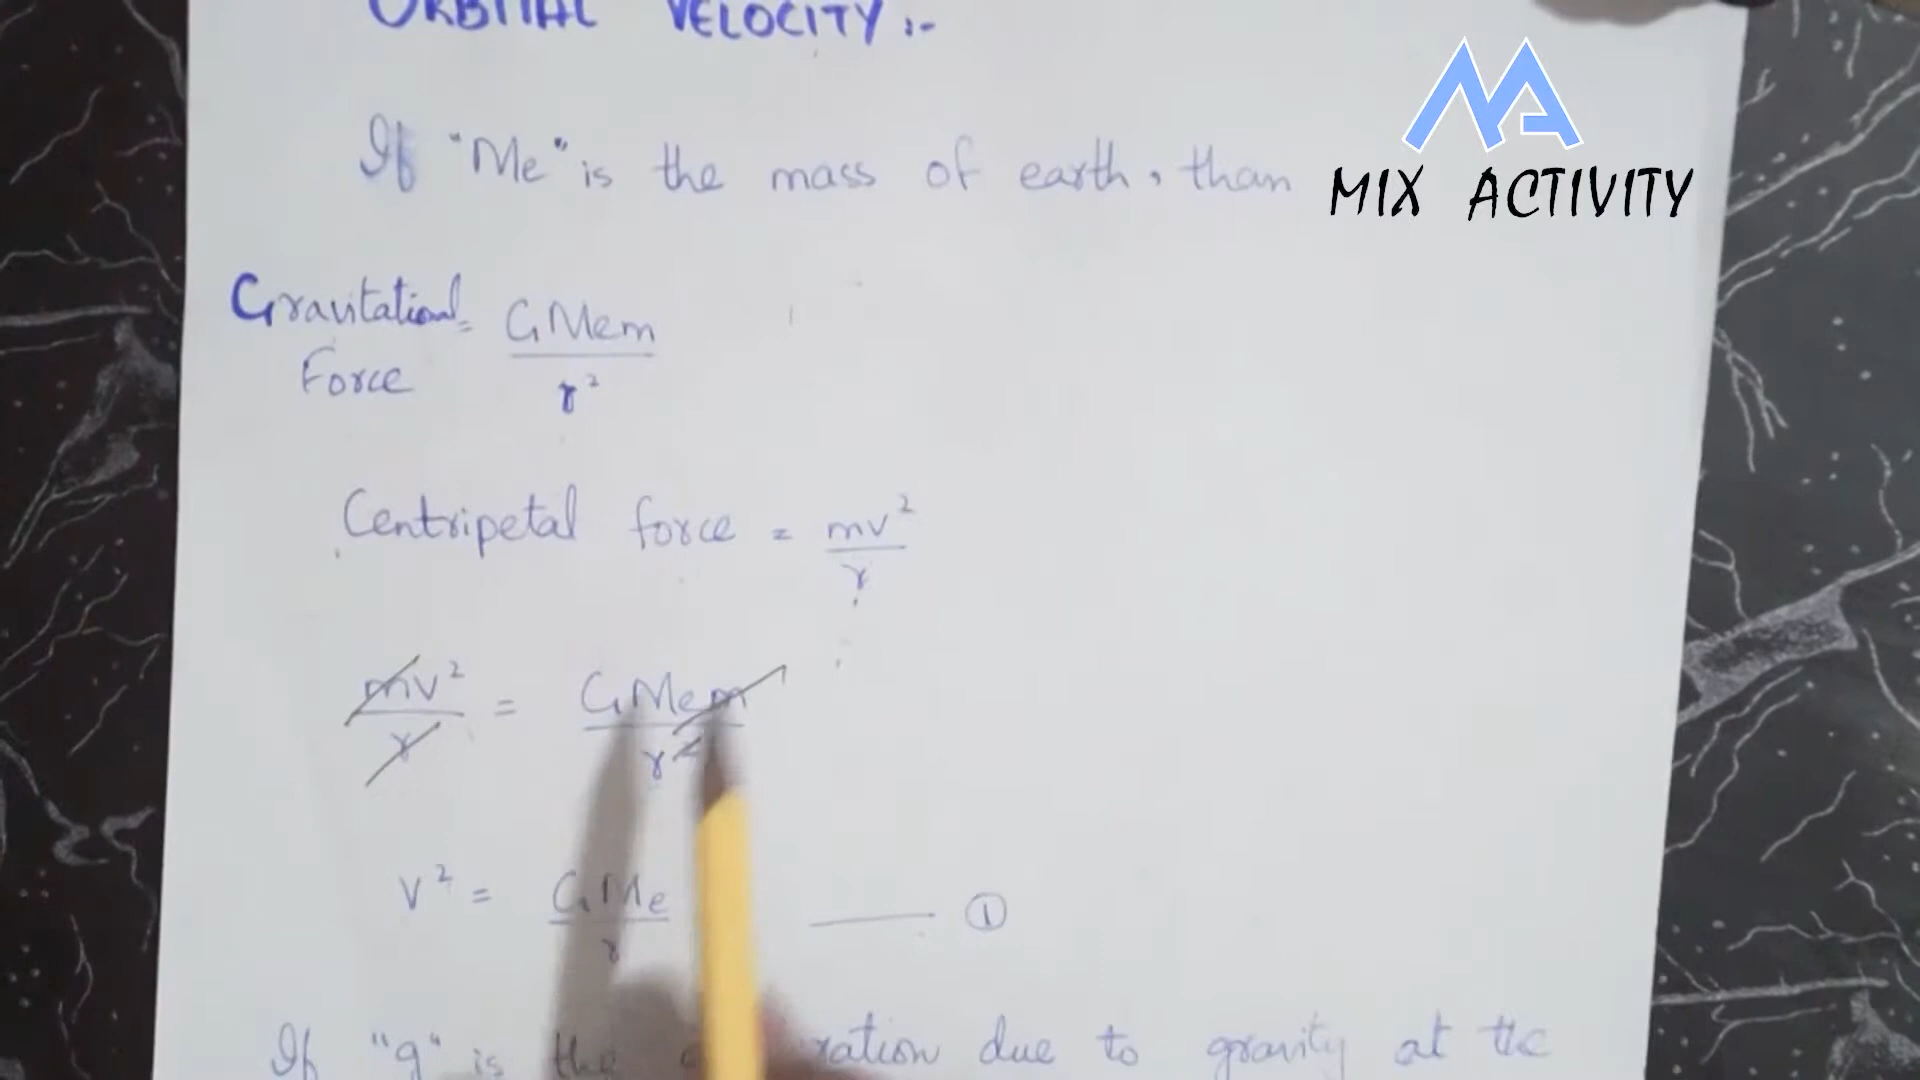 ORBITAL VELOCITY :-
If "Me" is the mass of earth, than
MIX ACTIVITY
Gravitational = GMem
Force r²
Centripetal force = mv²
r
mv² = GMem
r r²
v² = GMe ——— ①
r
If "g" is the due to gravity at the